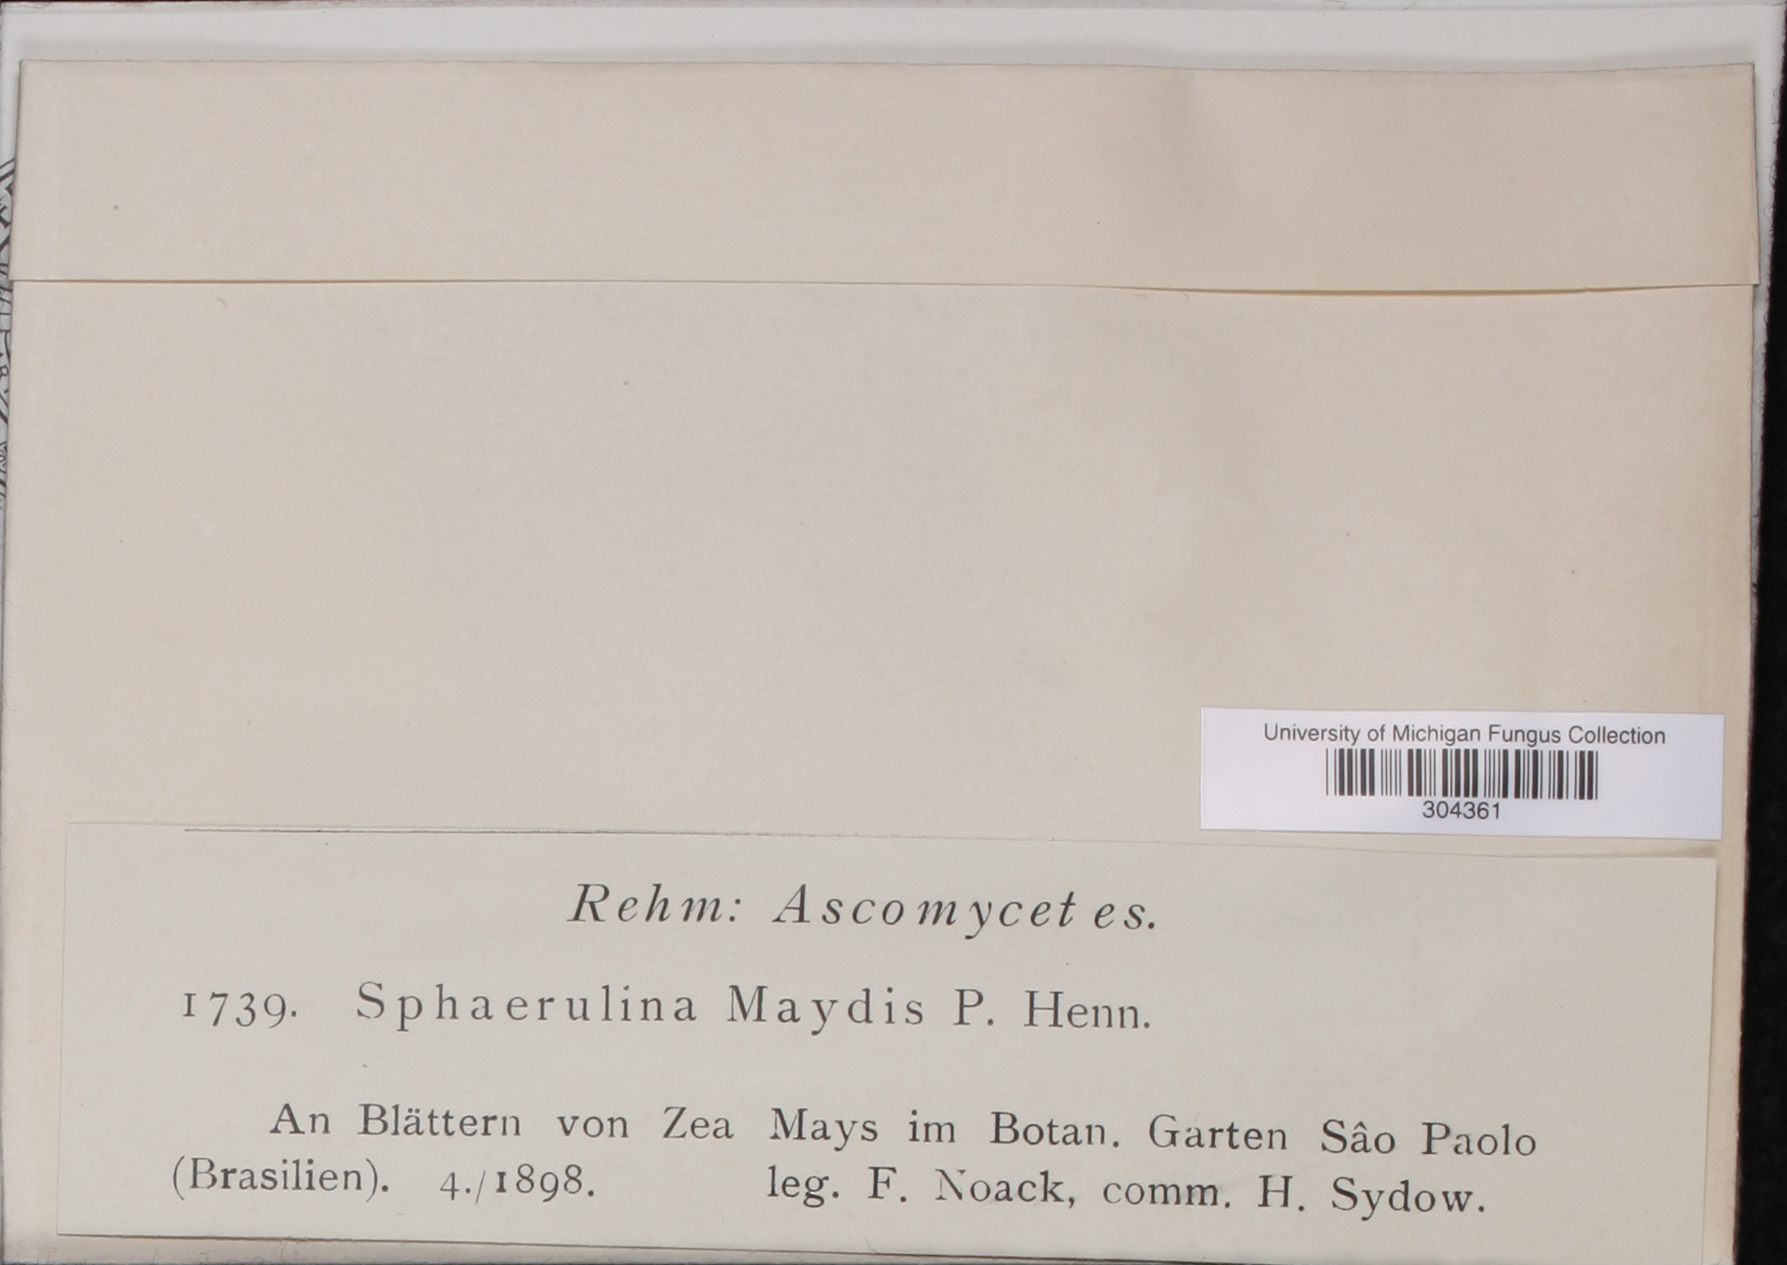 University of Michigan Fungus Collection
304361
Rehm: Ascomycetes.
1739. Sphaerulina Maydis P. Henn.
An Blättern von Zea Mays im Botan. Garten Sâo Paolo
(Brasilien). 4./1898. leg. F. Noack, comm. H. Sydow.